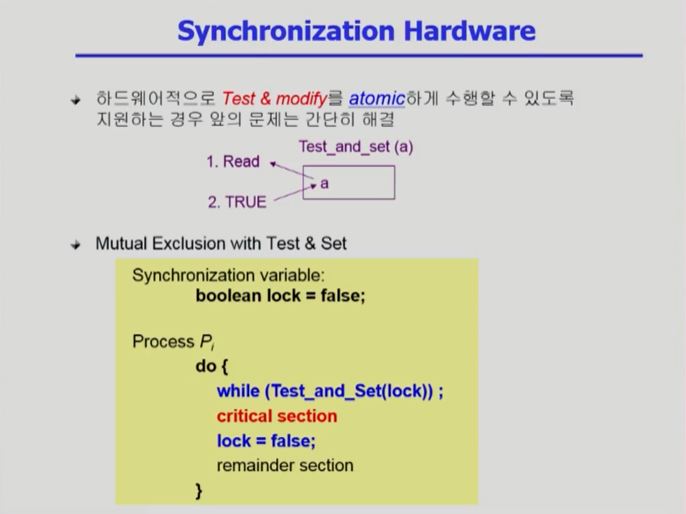 Synchronization Hardware
하드웨어적으로 Test & modify를 atomic하게 수행할 수 있도록
지원하는 경우 앞의 문제는 간단히 해결
Test_and_set (a)
1. Read
a
2. TRUE
Mutual Exclusion with Test & Set
Synchronization variable:
boolean lock = false;
Process Pi
do {
while (Test_and_Set(lock)) ;
critical section
lock = false;
remainder section
}